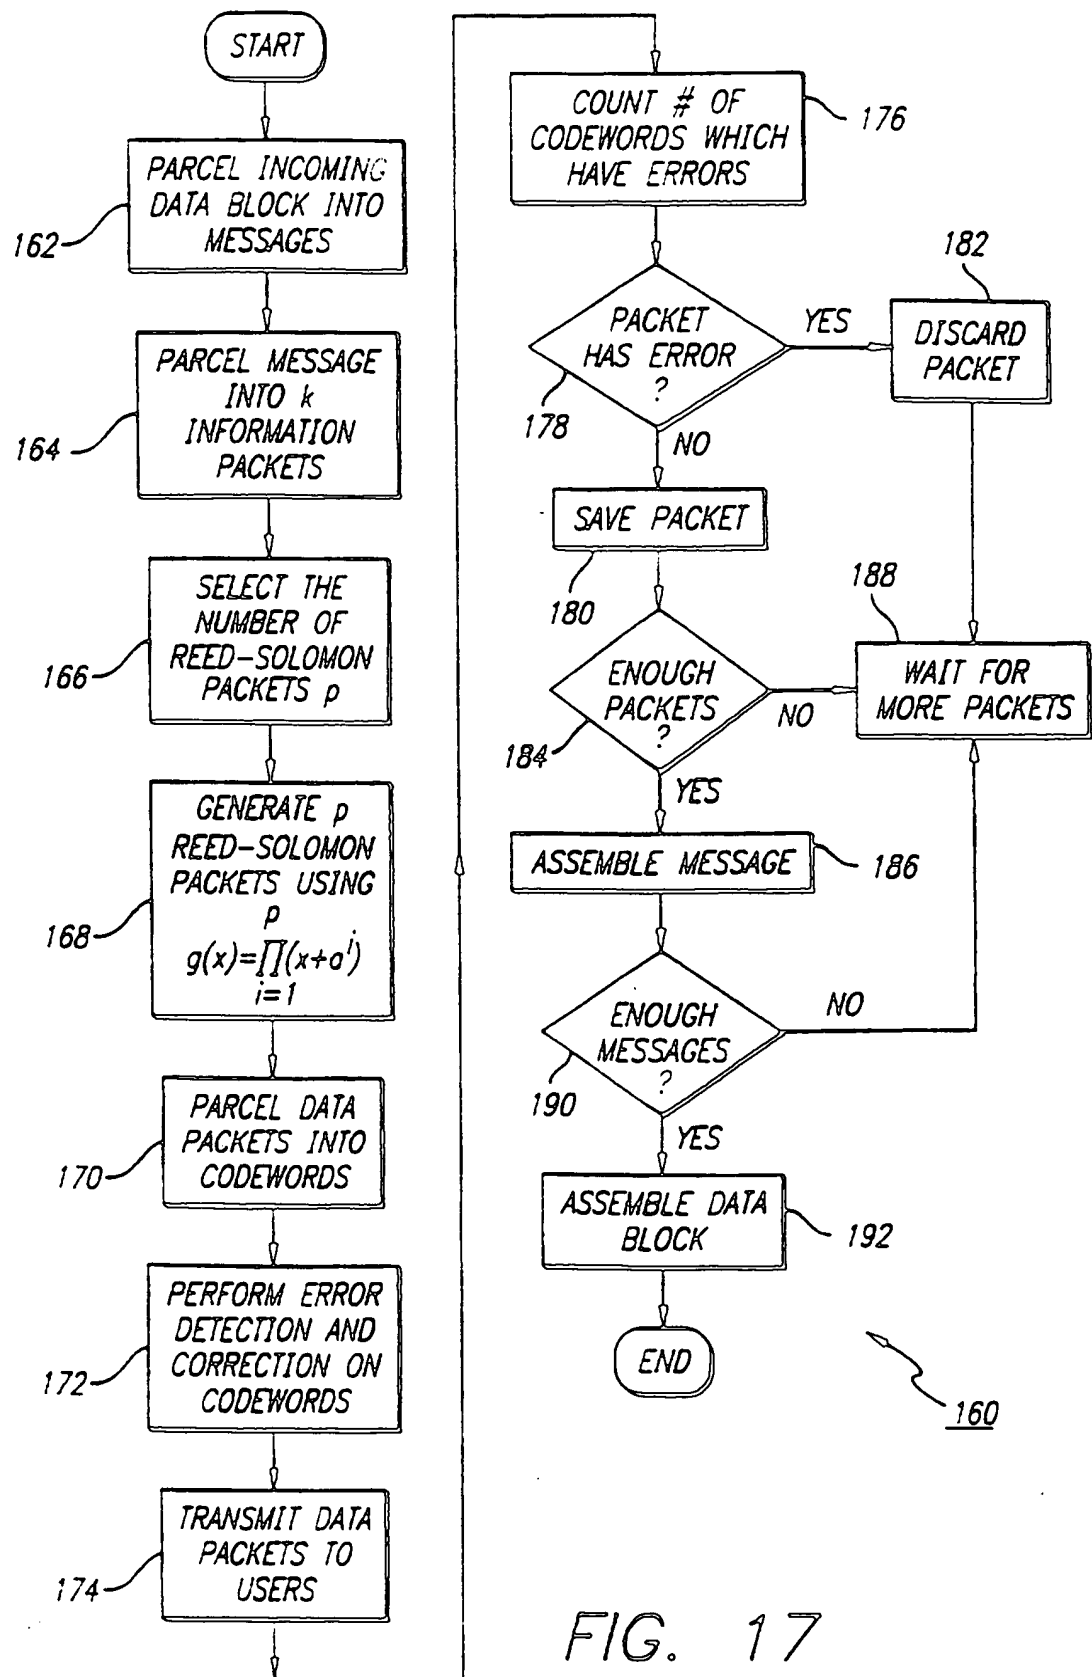 START
PARCEL INCOMING
DATA BLOCK INTO
MESSAGES
162
PARCEL MESSAGE
INTO k
INFORMATION
PACKETS
164
SELECT THE
NUMBER OF
REED-SOLOMON
PACKETS p
166
GENERATE p
REED-SOLOMON
PACKETS USING
p
g(x)=∏(x+a^i)
i=1
168
PARCEL DATA
PACKETS INTO
CODEWORDS
170
PERFORM ERROR
DETECTION AND
CORRECTION ON
CODEWORDS
172
TRANSMIT DATA
PACKETS TO
USERS
174
COUNT # OF
CODEWORDS WHICH
HAVE ERRORS
176
PACKET
HAS ERROR
?
178
YES
NO
182
DISCARD
PACKET
SAVE PACKET
180
188
WAIT FOR
MORE PACKETS
ENOUGH
PACKETS
?
184
NO
YES
ASSEMBLE MESSAGE
186
ENOUGH
MESSAGES
?
190
NO
YES
ASSEMBLE DATA
BLOCK
192
END
160
FIG. 17